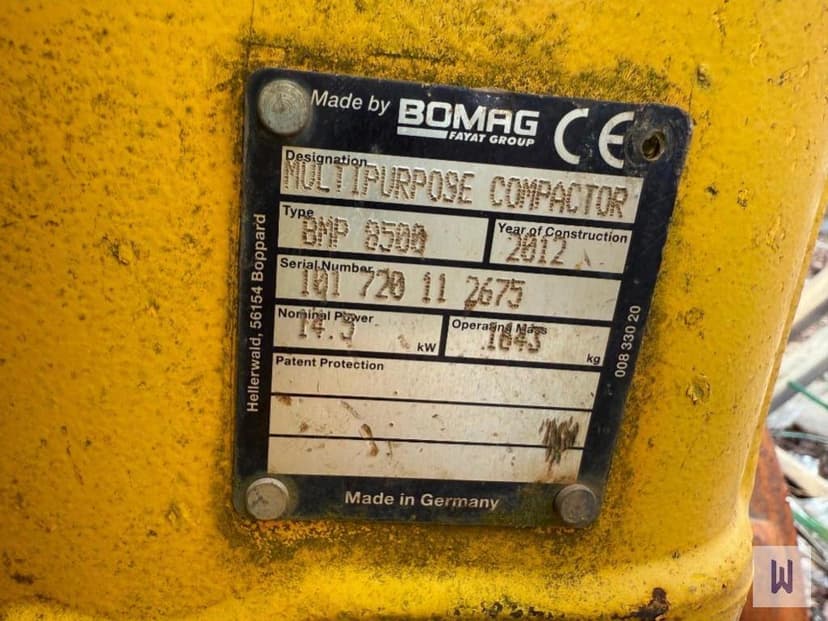 Made by BOMAG CE
FAYAT GROUP
Designation
MULTIPURPOSE COMPACTOR
Type
BMP 8500
Year of Construction
2012
Serial Number
101 720 11 2675
Nominal Power
14.5 kW
Operating Mass
kg
Patent Protection
Made in Germany
Hellerwald, 56154 Boppard
008 330 20
W